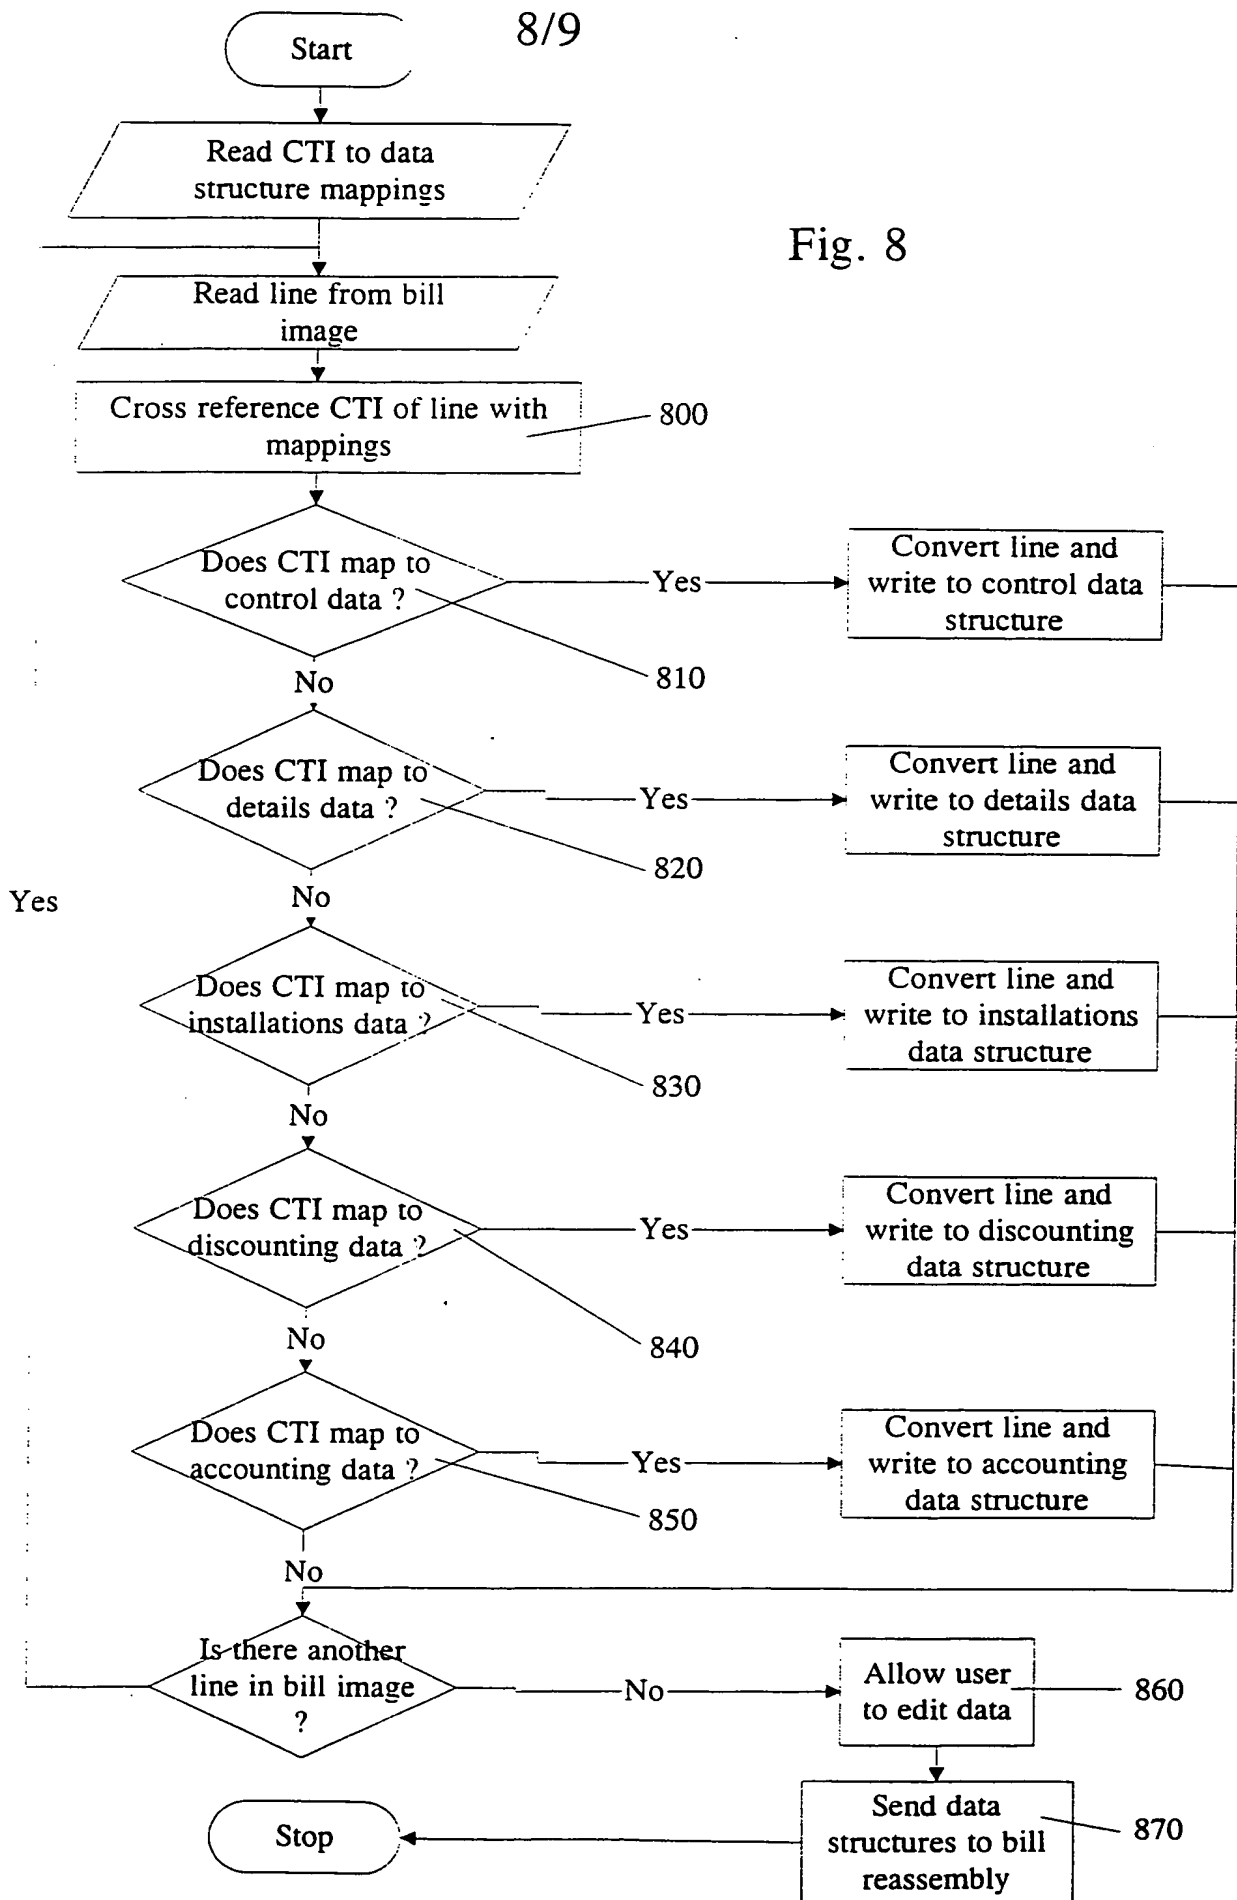 8/9
Start
Read CTI to data
structure mappings
Fig. 8
Read line from bill
image
Cross reference CTI of line with
mappings
800
Does CTI map to
control data ?
Yes
Convert line and
write to control data
structure
810
No
Does CTI map to
details data ?
Yes
Convert line and
write to details data
structure
820
Yes
No
Does CTI map to
installations data ?
Yes
Convert line and
write to installations
data structure
830
No
Does CTI map to
discounting data ?
Yes
Convert line and
write to discounting
data structure
840
No
Does CTI map to
accounting data ?
Yes
Convert line and
write to accounting
data structure
850
No
Is there another
line in bill image
?
No
Allow user
to edit data
860
Send data
structures to bill
reassembly
870
Stop